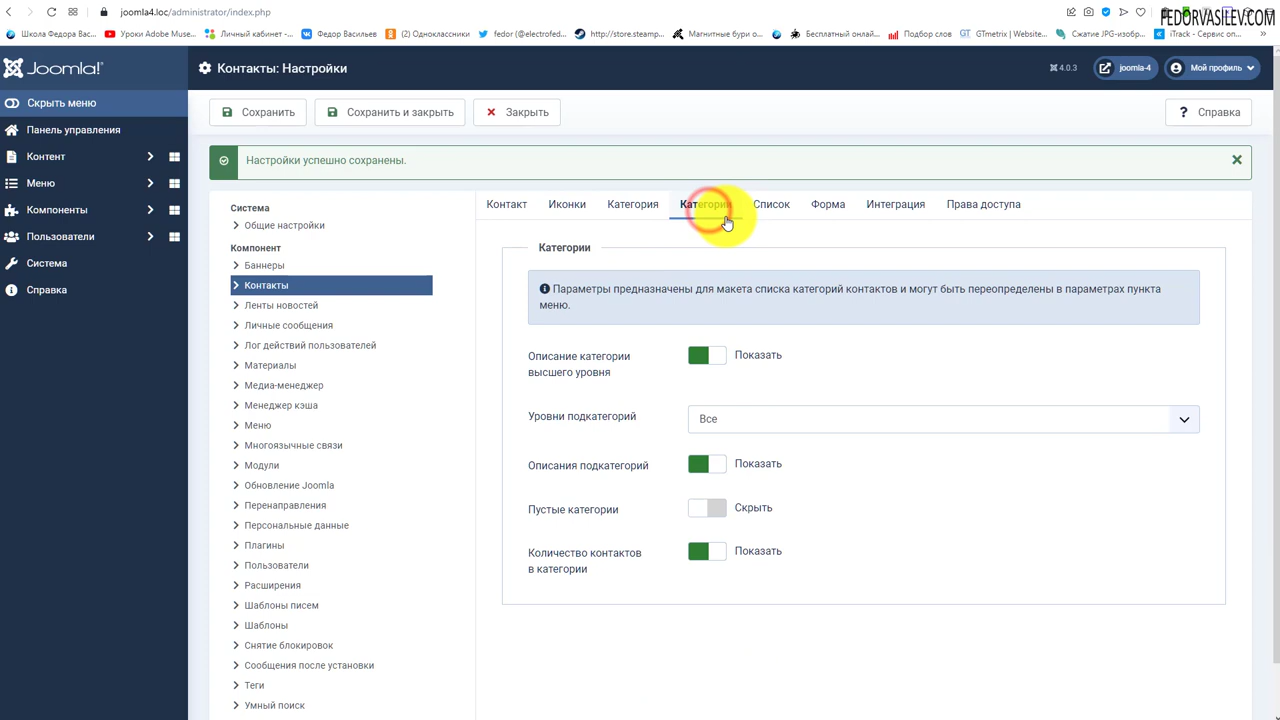 joomla4.loc/administrator/index.php
FEDORVASILEV.COM
Школа Федора Вас...
Уроки Adobe Muse...
Личный кабинет -...
Федор Васильев
(2) Одноклассники
fedor (@electrofed...
http://store.steamp...
Магнитные бури о...
Бесплатный онлай...
Подбор слов
GTmetrix | Website...
Сжатие JPG-изобр...
iTrack - Сервис оп...
Joomla!
Контакты: Настройки
4.0.3
joomla-4
Мой профиль
Скрыть меню
Панель управления
Контент
Меню
Компоненты
Пользователи
Система
Справка
Сохранить
Сохранить и закрыть
Закрыть
Справка
Настройки успешно сохранены.
Система
Общие настройки
Компонент
Баннеры
Контакты
Ленты новостей
Личные сообщения
Лог действий пользователей
Материалы
Медиа-менеджер
Менеджер кэша
Меню
Многоязычные связи
Модули
Обновление Joomla
Перенаправления
Персональные данные
Плагины
Пользователи
Расширения
Шаблоны писем
Шаблоны
Снятие блокировок
Сообщения после установки
Теги
Умный поиск
Контакт
Иконки
Категория
Категории
Список
Форма
Интеграция
Права доступа
Категории
Параметры предназначены для макета списка категорий контактов и могут быть переопределены в параметрах пункта
меню.
Описание категории
высшего уровня
Показать
Уровни подкатегорий
Все
Описания подкатегорий
Показать
Пустые категории
Скрыть
Количество контактов
в категории
Показать